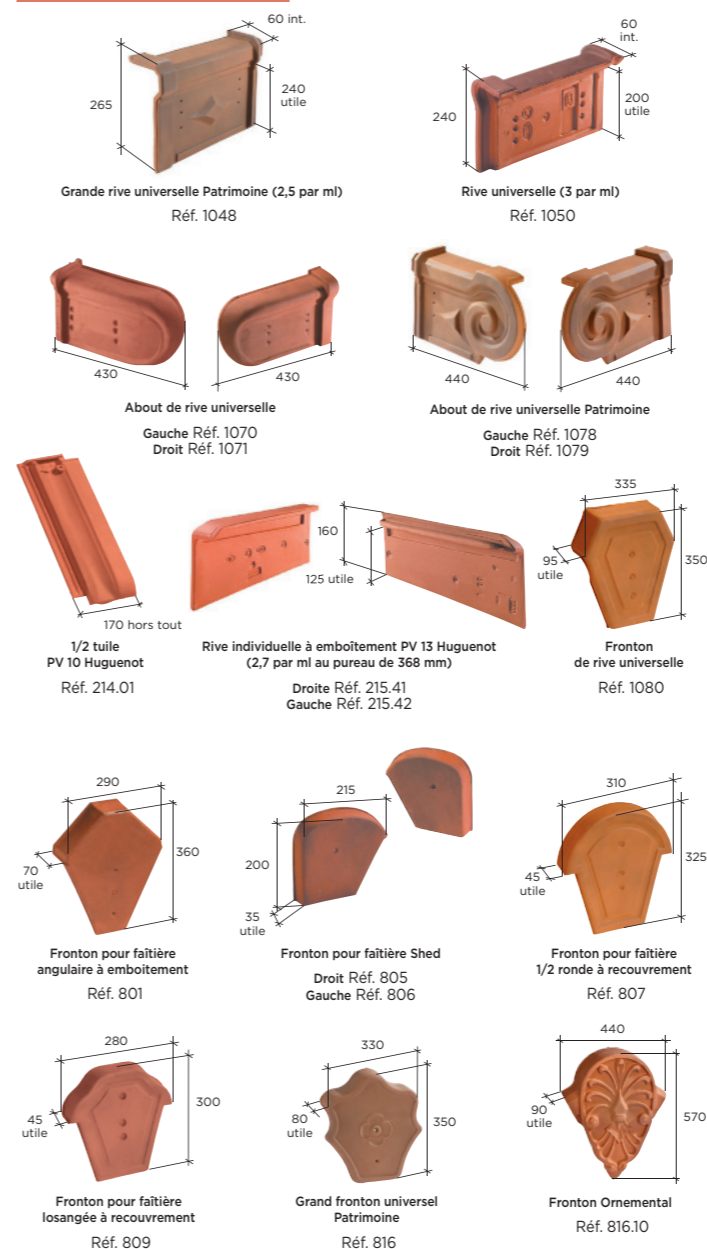 60 int.
265
240
utile
Grande rive universelle Patrimoine (2,5 par ml)
Réf. 1048
60
int.
240
200
utile
Rive universelle (3 par ml)
Réf. 1050
430
430
About de rive universelle
Gauche Réf. 1070
Droit Réf. 1071
440
440
About de rive universelle Patrimoine
Gauche Réf. 1078
Droit Réf. 1079
170 hors tout
1/2 tuile
PV 10 Huguenot
Réf. 214.01
160
125 utile
Rive individuelle à emboîtement PV 13 Huguenot
(2,7 par ml au pureau de 368 mm)
Droite Réf. 215.41
Gauche Réf. 215.42
335
95
utile
350
Fronton
de rive universelle
Réf. 1080
290
70
utile
360
Fronton pour faîtière
angulaire à emboitement
Réf. 801
215
200
35
utile
Fronton pour faîtière Shed
Droit Réf. 805
Gauche Réf. 806
310
45
utile
325
Fronton pour faîtière
1/2 ronde à recouvrement
Réf. 807
280
45
utile
300
Fronton pour faîtière
losangée à recouvrement
Réf. 809
330
80
utile
350
Grand fronton universel
Patrimoine
Réf. 816
440
90
utile
570
Fronton Ornemental
Réf. 816.10